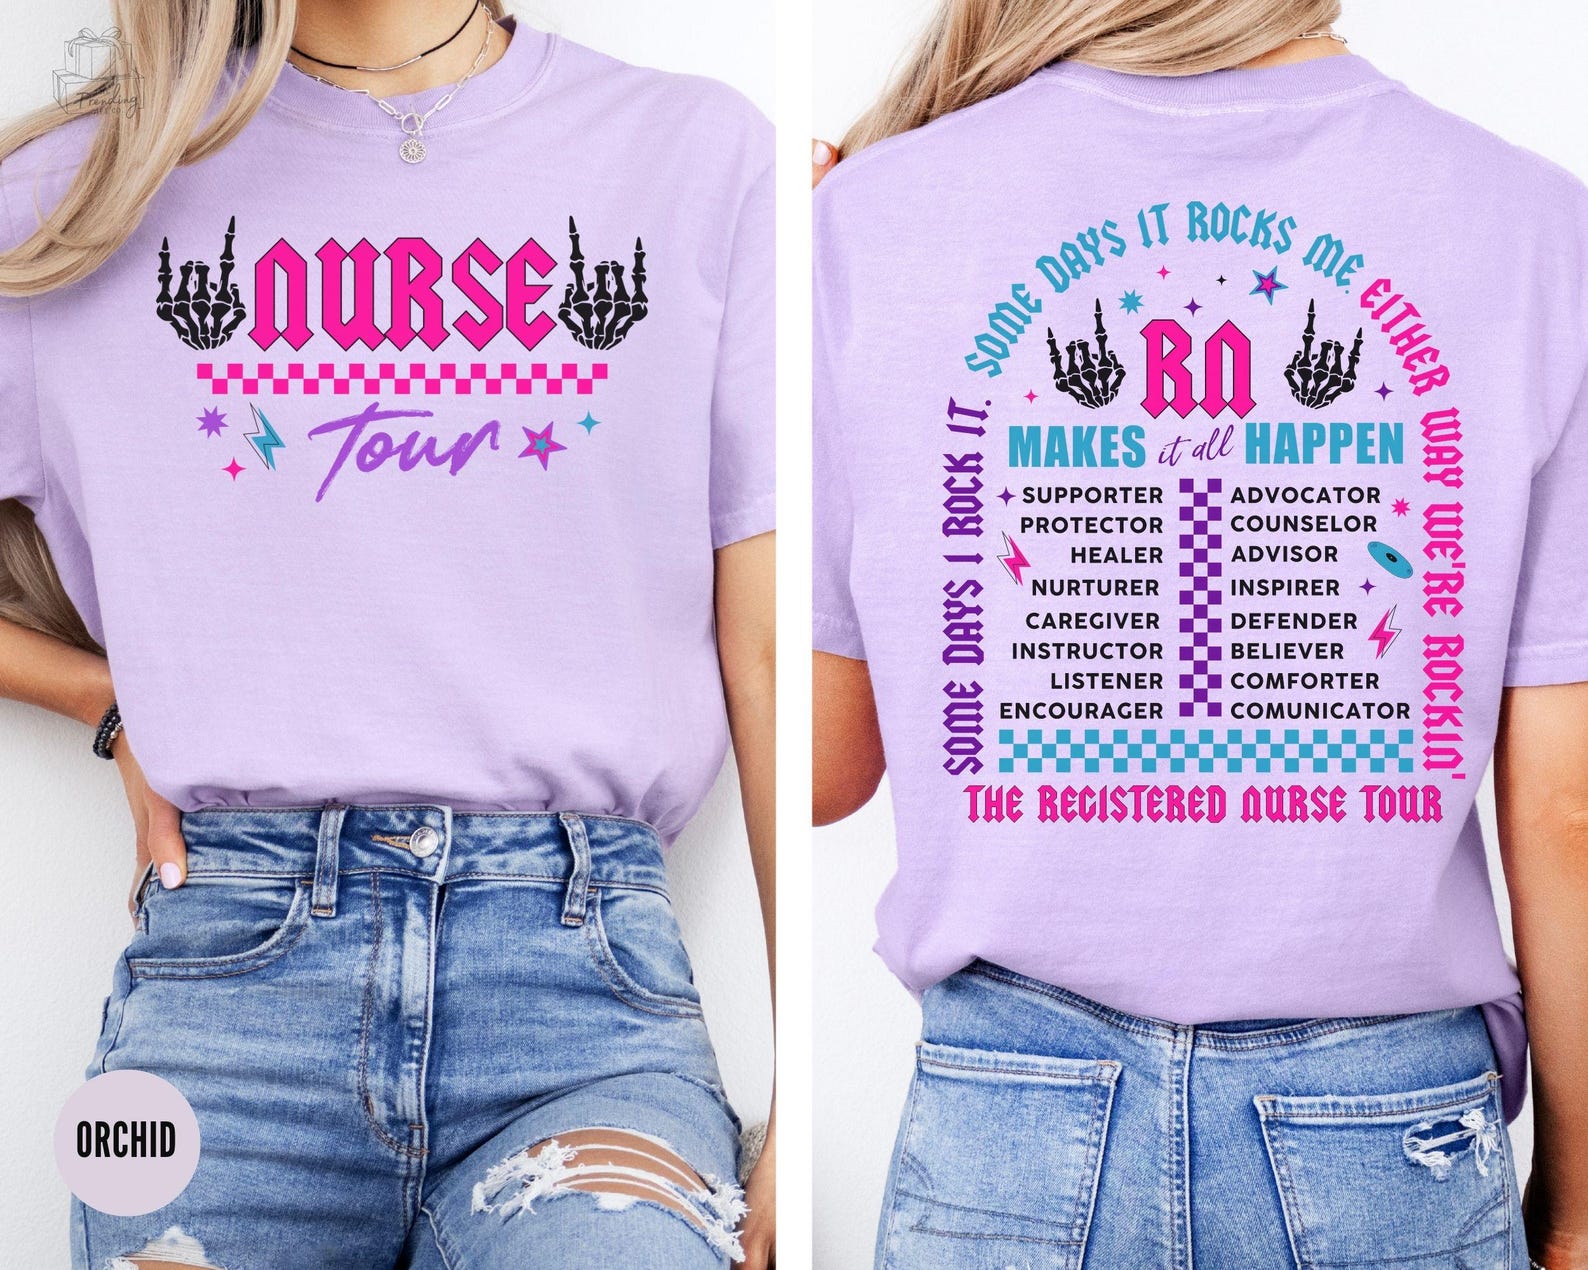 Trending
NURSE
Tour
ORCHID
SOME DAYS I ROCK IT.
SOME DAYS IT ROCKS ME.
EITHER WAY WE'RE ROCKIN'
RN
MAKES it all HAPPEN
SUPPORTER ADVOCATOR
PROTECTOR COUNSELOR
HEALER ADVISOR
NURTURER INSPIRER
CAREGIVER DEFENDER
INSTRUCTOR BELIEVER
LISTENER COMFORTER
ENCOURAGER COMUNICATOR
THE REGISTERED NURSE TOUR